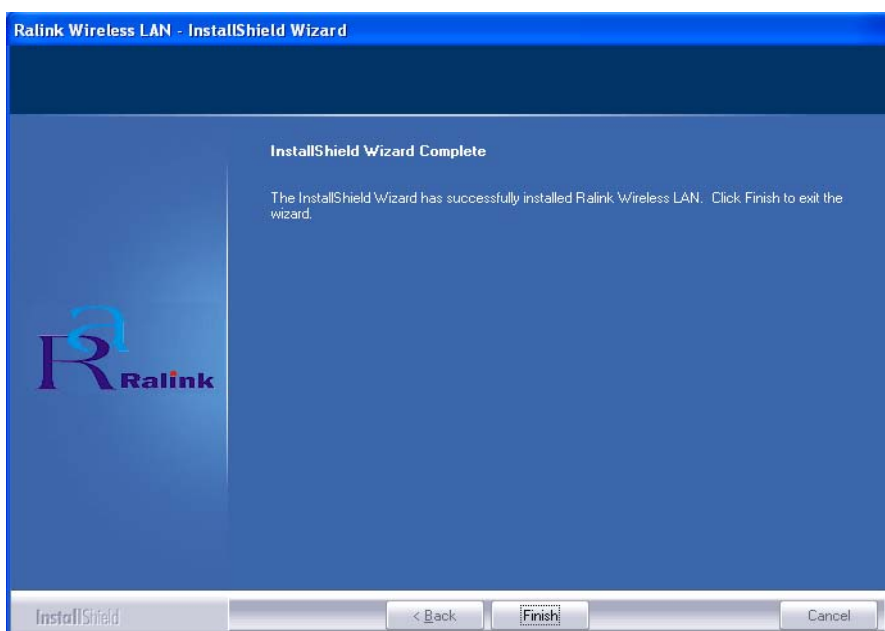 Ralink Wireless LAN - InstallShield Wizard
InstallShield Wizard Complete
The InstallShield Wizard has successfully installed Ralink Wireless LAN. Click Finish to exit the
wizard.
Ra
Ralink
InstallShield
< Back
Finish
Cancel